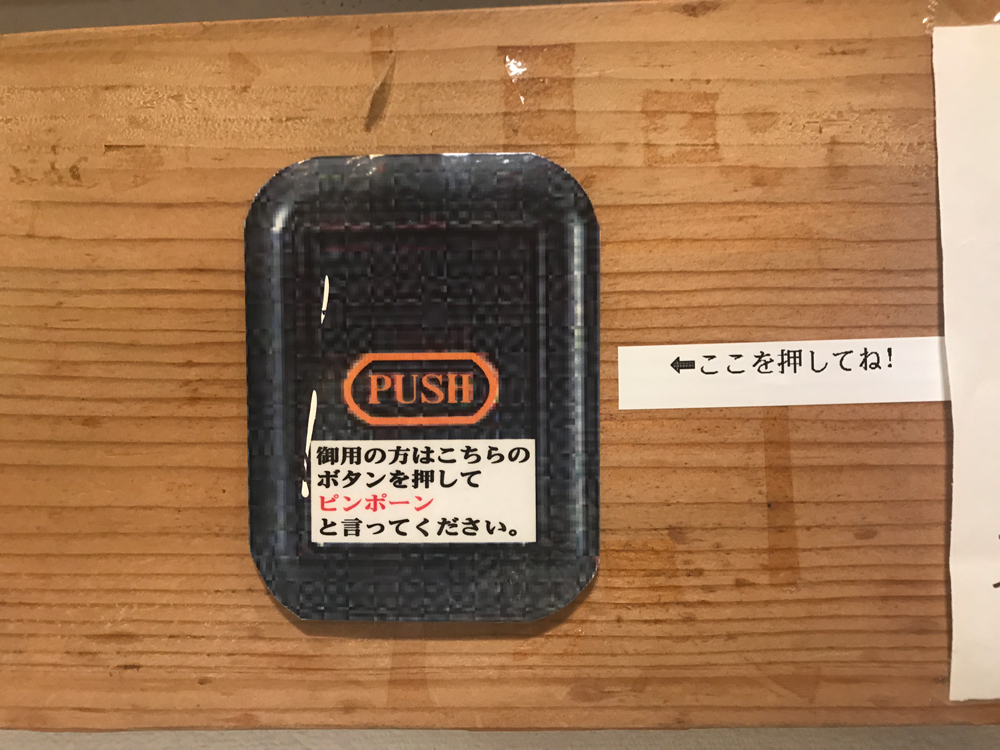 PUSH
御用の方はこちらの
ボタンを押して
ピンポーン
と言ってください。
⬅ここを押してね!